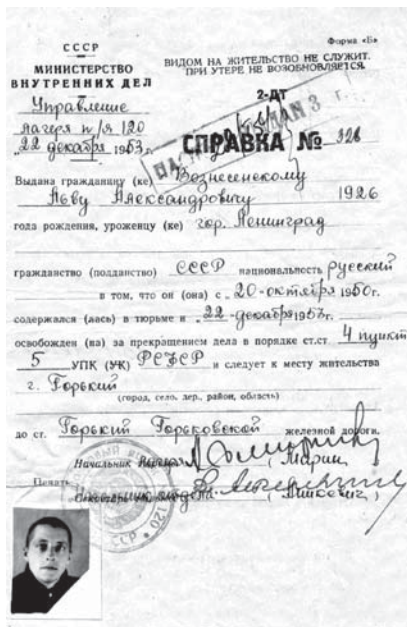 СССР
МИНИСТЕРСТВО
ВНУТРЕННИХ ДЕЛ
Управление
лагеря п/я 120
„22 декабря 1953 г.
Форма «Б»
ВИДОМ НА ЖИТЕЛЬСТВО НЕ СЛУЖИТ.
ПРИ УТЕРЕ НЕ ВОЗОБНОВЛЯЕТСЯ.
2-ДТ
СПРАВКА № 326
Выдана гражданину (ке) Вознесенскому
Льву Александровичу 1926
года рождения, уроженцу (ке) гор. Ленинград
гражданство (подданство) СССР национальность русский
в том, что он (она) с „20-октября 1950г.
содержался (лась) в тюрьме и „22-декабря 1953г.
освобожден (на) за прекращением дела в порядке ст.ст. 4 пункт
5 УПК (УК) РСФСР и следует к месту жительства
г. Горький
(город, село, дер., район, область)
до ст. Горький Горьковской железной дороги.
Начальник (Марин)
Печать